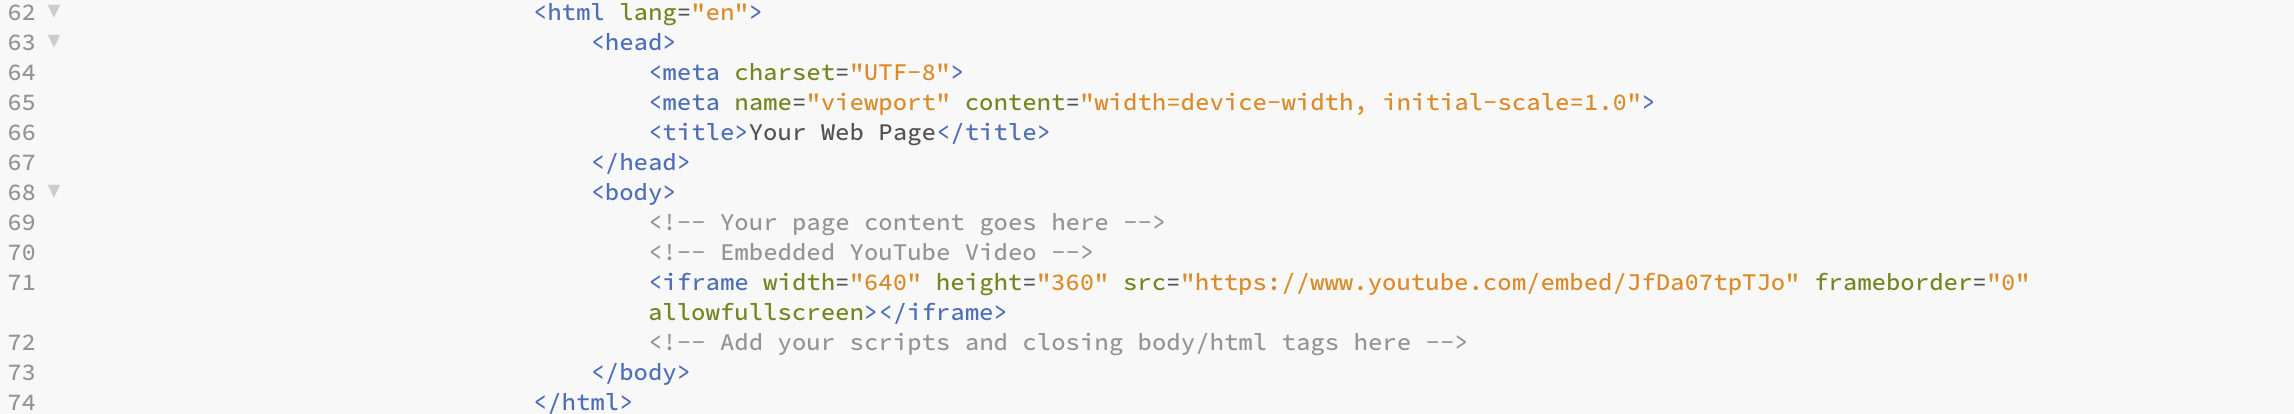 62 <html lang="en">
63 <head>
64 <meta charset="UTF-8">
65 <meta name="viewport" content="width=device-width, initial-scale=1.0">
66 <title>Your Web Page</title>
67 </head>
68 <body>
69 <!-- Your page content goes here -->
70 <!-- Embedded YouTube Video -->
71 <iframe width="640" height="360" src="https://www.youtube.com/embed/JfDa07tpTJo" frameborder="0"
allowfullscreen></iframe>
72 <!-- Add your scripts and closing body/html tags here -->
73 </body>
74 </html>